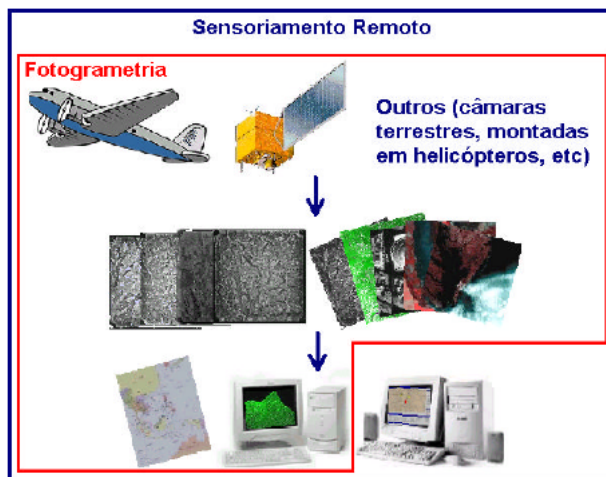 Sensoriamento Remoto
Fotogrametria
Outros (câmaras
terrestres, montadas
em helicópteros, etc)